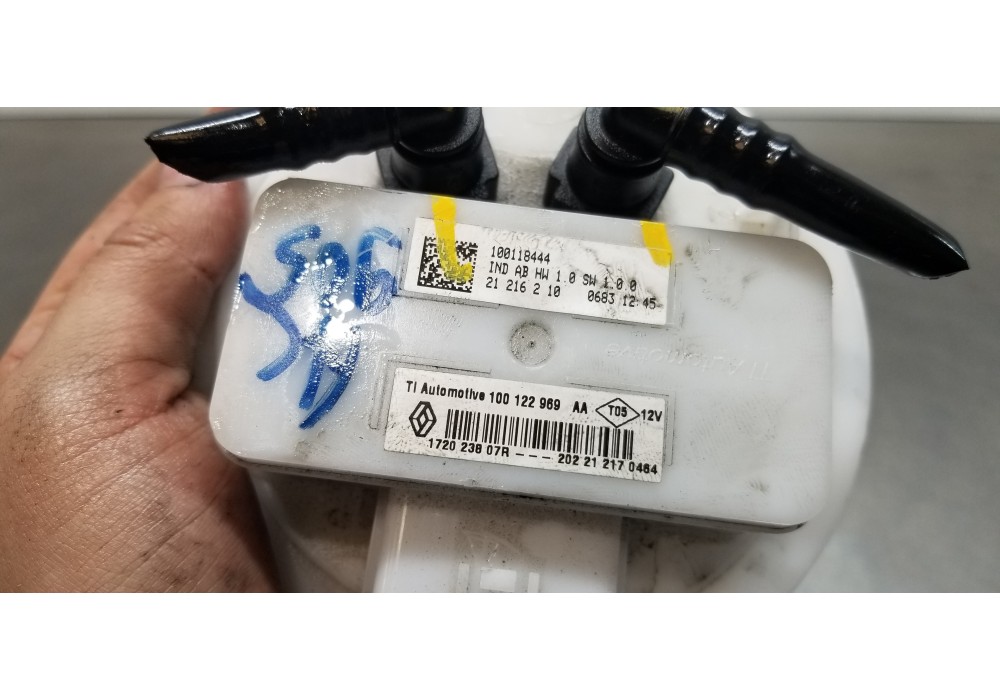 100118444
IND AB HW 1.0 SW 1.0.0
21 216 2 10 0683 12:45
TI Automotive 100 122 969 AA T05 12V
1720 238 07R --- 202 21 217 0464